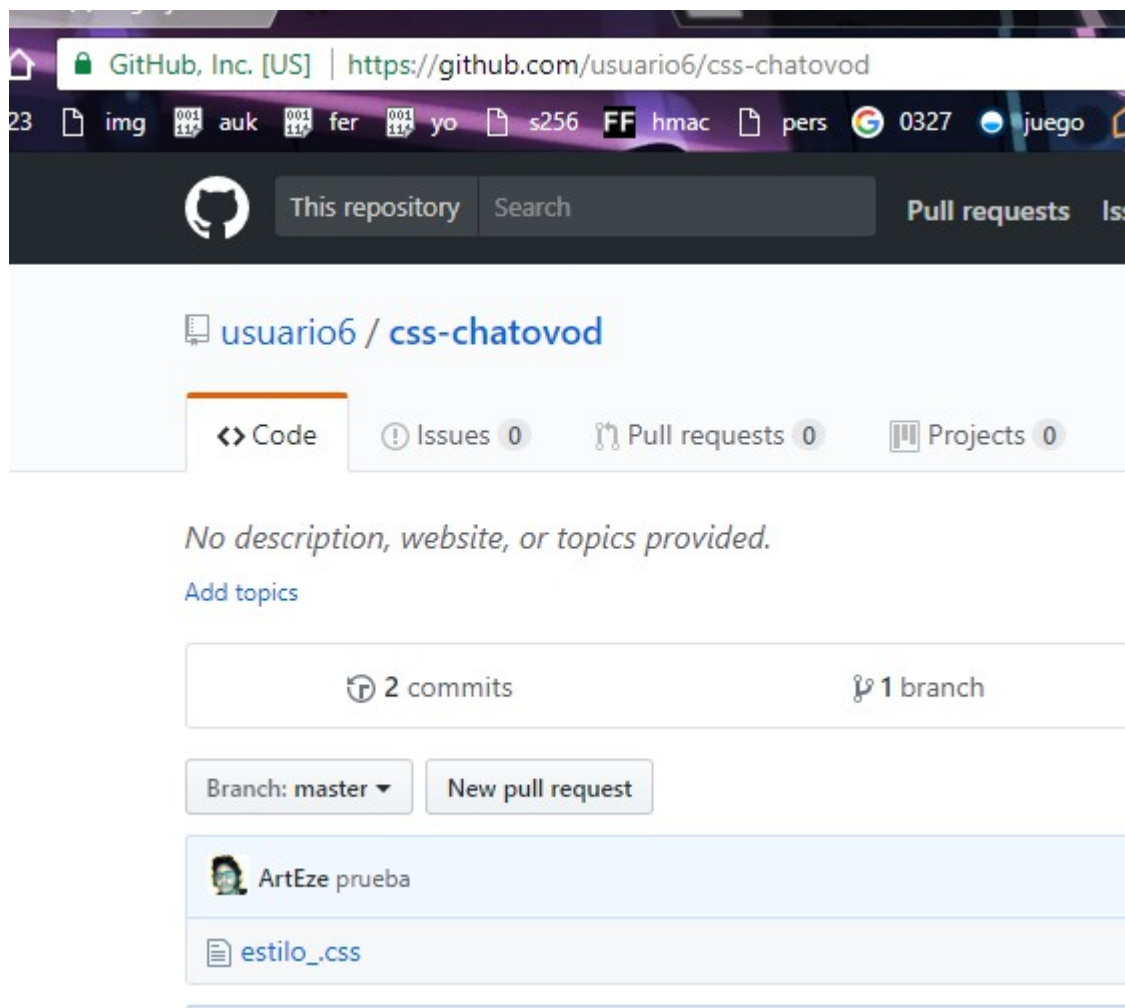 GitHub, Inc. [US] | https://github.com/usuario6/css-chatovod
23 img auk fer yo s256 FF hmac pers 0327 juego
This repository Search Pull requests Iss
usuario6 / css-chatovod
<> Code Issues 0 Pull requests 0 Projects 0
No description, website, or topics provided.
Add topics
2 commits 1 branch
Branch: master New pull request
ArtEze prueba
estilo_.css